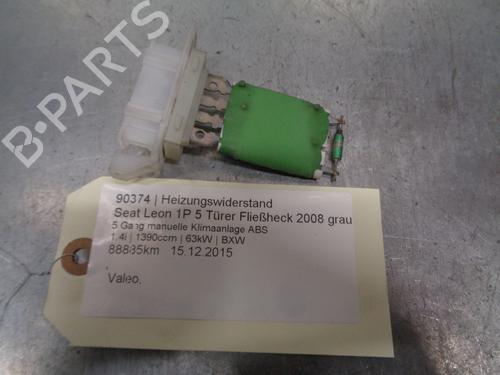 B-PARTS
90374 | Heizungswiderstand
Seat Leon 1P 5 Türer Fließheck 2008 grau
5 Gang manuelle Klimaanlage ABS
1.4i | 1390ccm | 63kW | BXW
88885km 15.12.2015
Valeo,